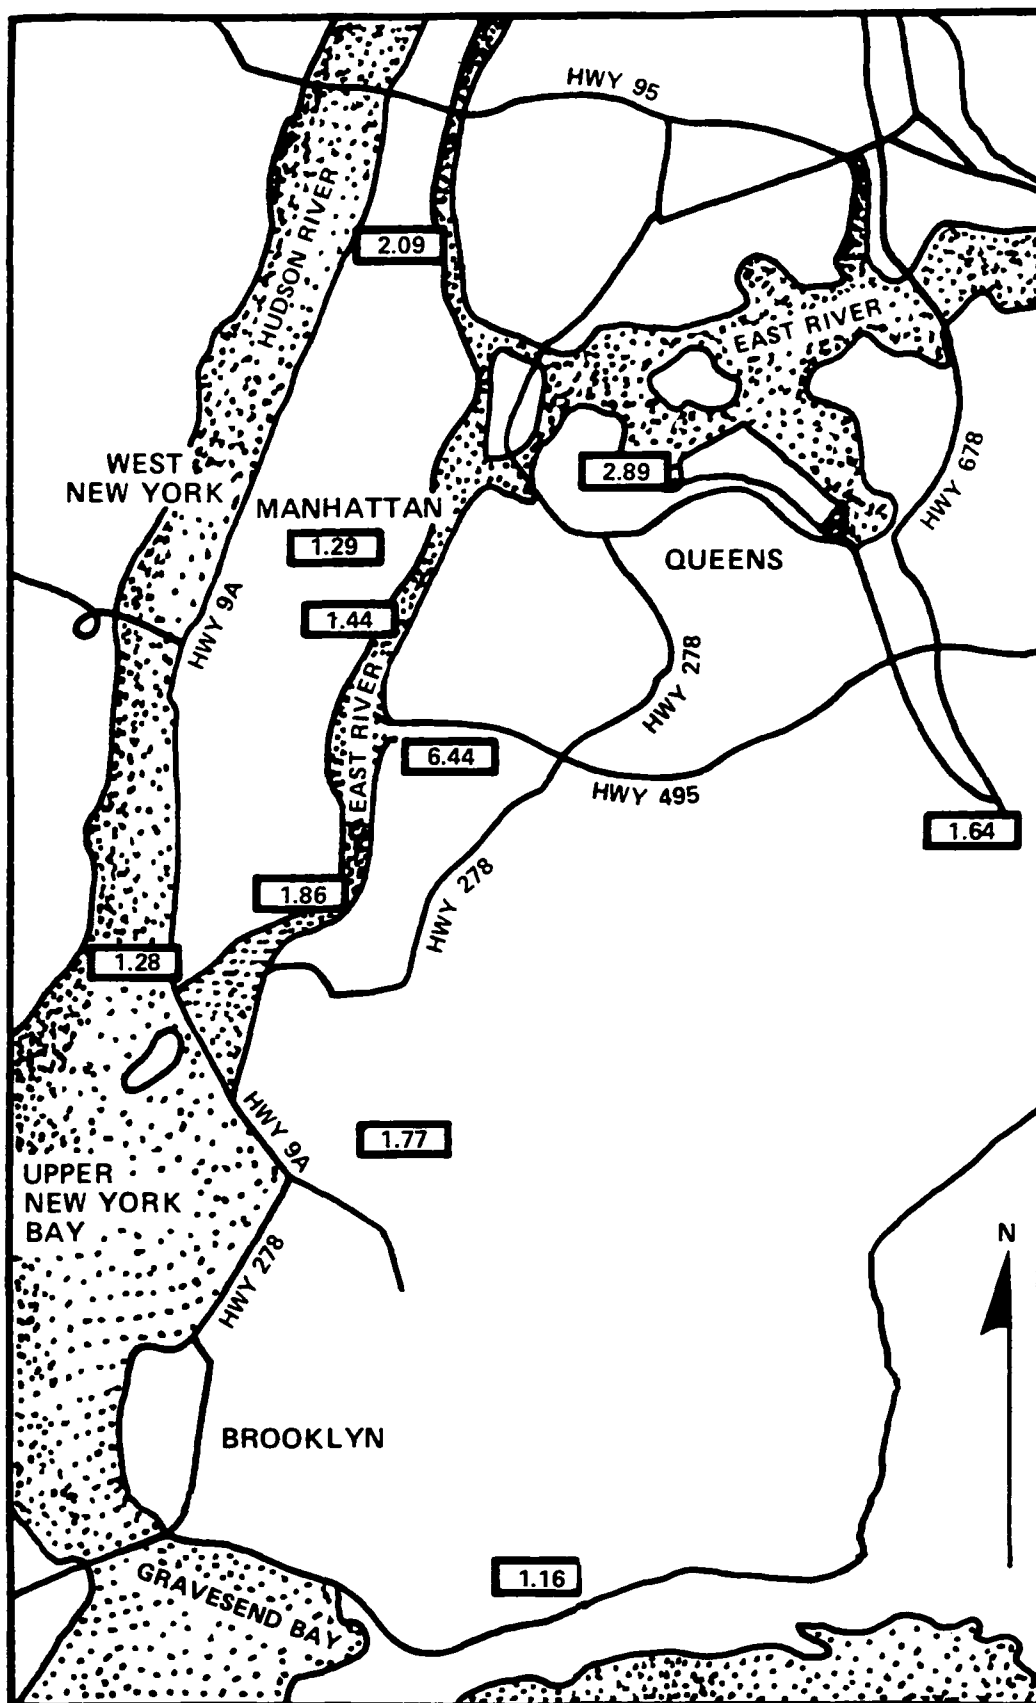 HWY 95
HUDSON RIVER
2.09
EAST RIVER
WEST
NEW YORK
MANHATTAN
2.89
HWY 678
1.29
QUEENS
1.44
HWY 9A
HWY 278
EAST RIVER
6.44
HWY 495
1.64
1.86
HWY 278
1.28
HWY 9A
1.77
UPPER
NEW YORK
BAY
N
HWY 278
BROOKLYN
1.16
GRAVESEND BAY